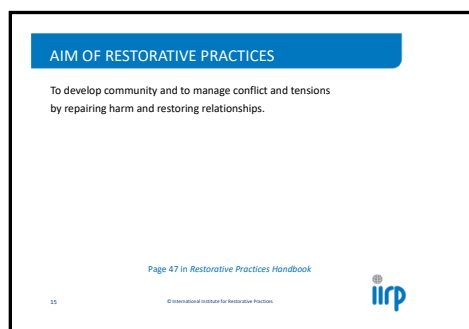 AIM OF RESTORATIVE PRACTICES
To develop community and to manage conflict and tensions
by repairing harm and restoring relationships.
Page 47 in Restorative Practices Handbook
15
© International Institute for Restorative Practices
iirp